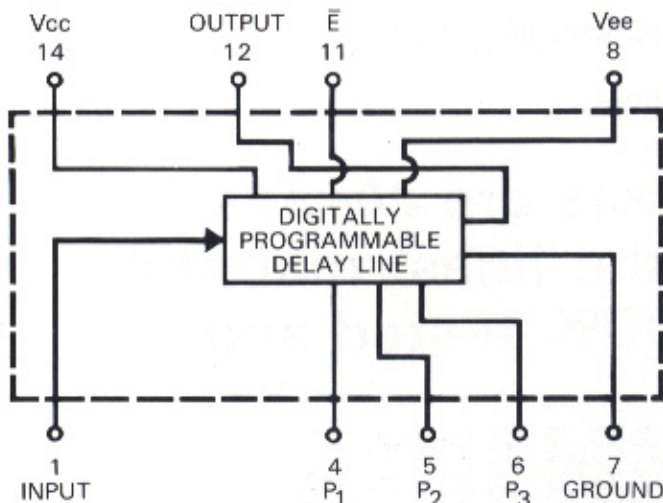 Vcc OUTPUT E̅ Vee
14 12 11 8
DIGITALLY
PROGRAMMABLE
DELAY LINE
1 4 5 6 7
INPUT P₁ P₂ P₃ GROUND